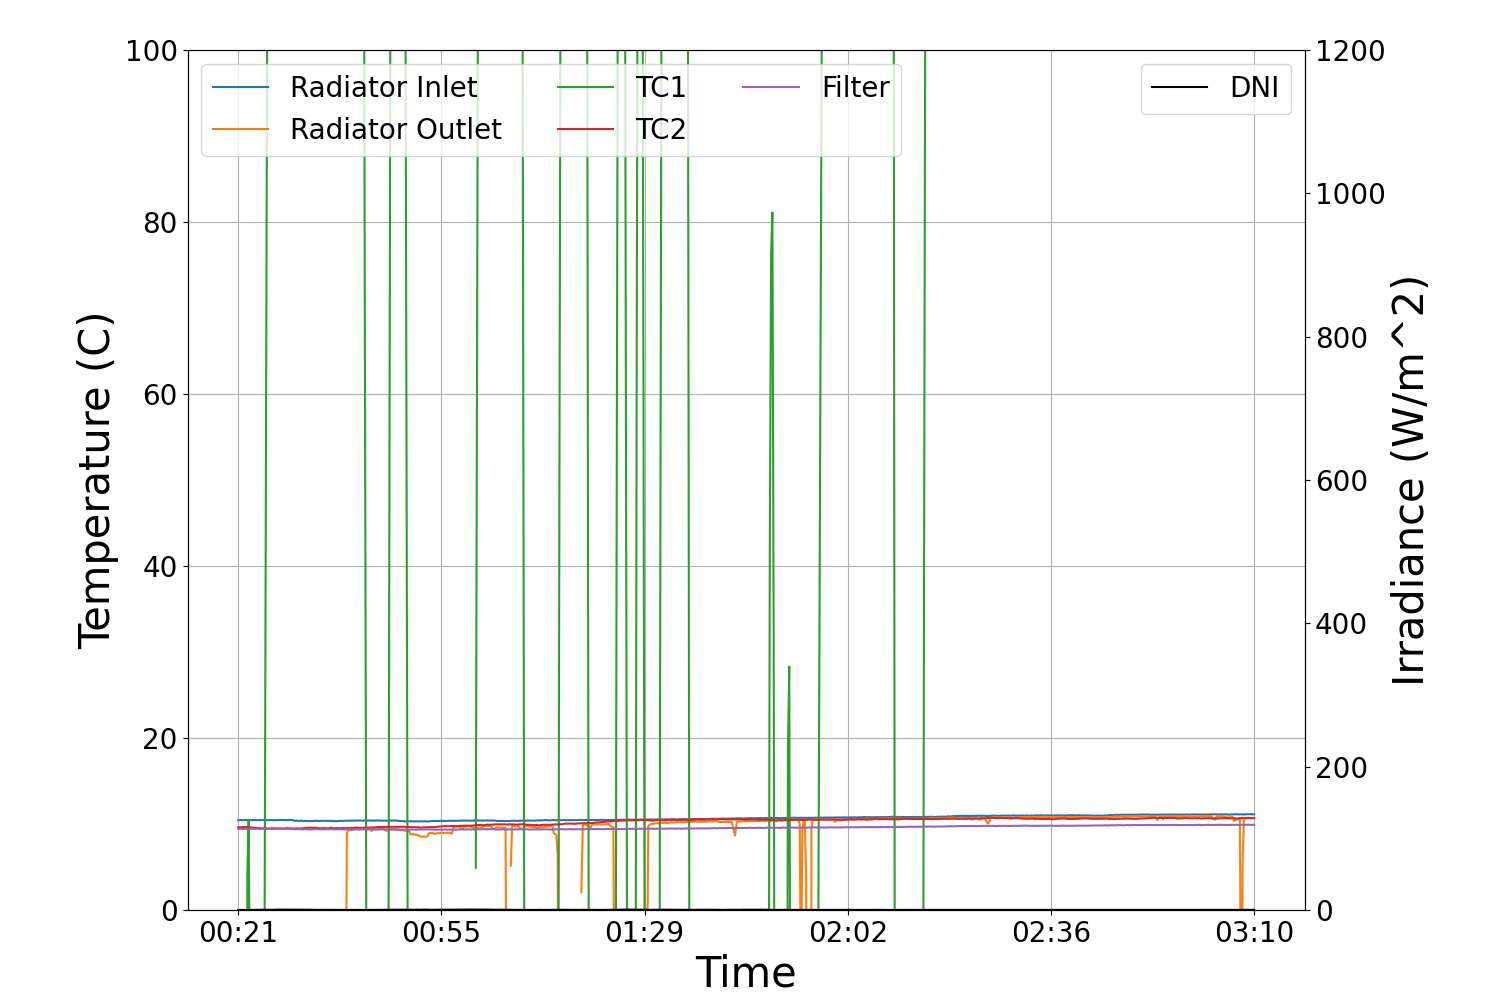 Radiator Inlet
Radiator Outlet
TC1
TC2
Filter
DNI
Temperature (C)
100
80
60
40
20
0
Irradiance (W/m^2)
1200
1000
800
600
400
200
0
00:21 00:55 01:29 02:02 02:36 03:10
Time